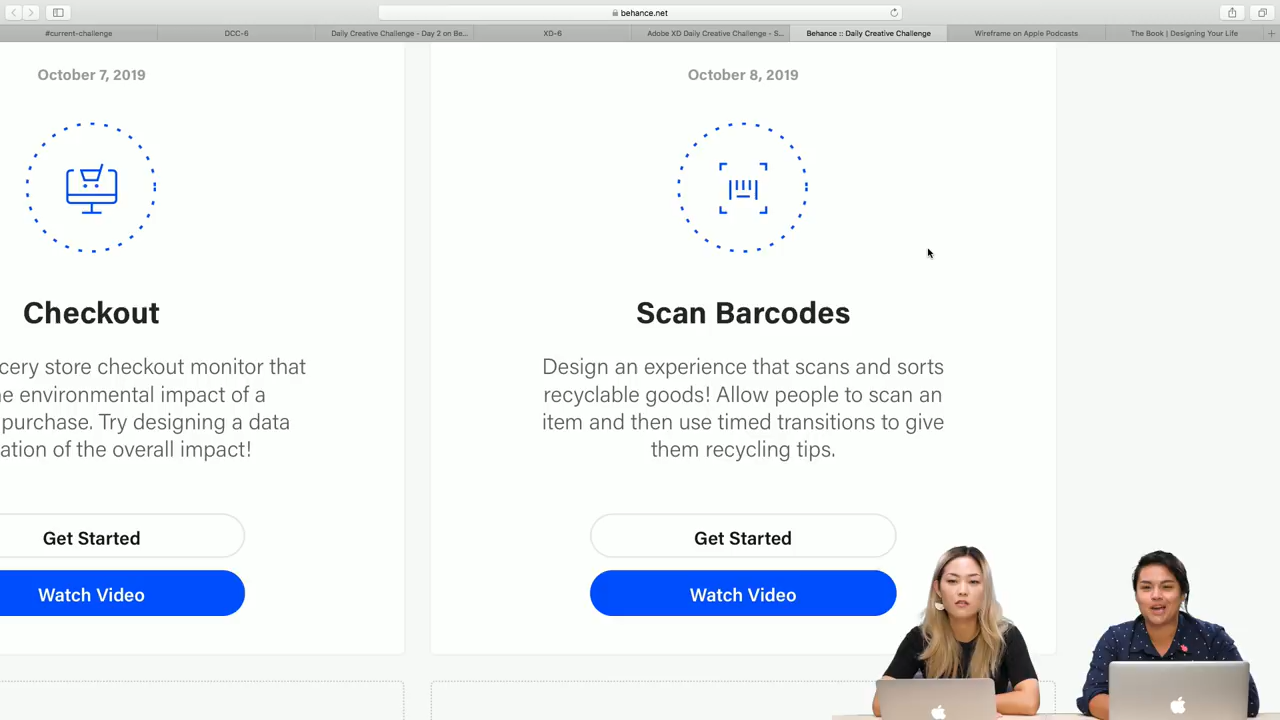 behance.net
#current-challenge
DCC-6
Daily Creative Challenge - Day 2 on Be...
XD-6
Adobe XD Daily Creative Challenge - S...
Behance :: Daily Creative Challenge
Wireframe on Apple Podcasts
The Book | Designing Your Life
October 7, 2019
Checkout
cery store checkout monitor that
e environmental impact of a
purchase. Try designing a data
ation of the overall impact!
Get Started
Watch Video
October 8, 2019
Scan Barcodes
Design an experience that scans and sorts
recyclable goods! Allow people to scan an
item and then use timed transitions to give
them recycling tips.
Get Started
Watch Video